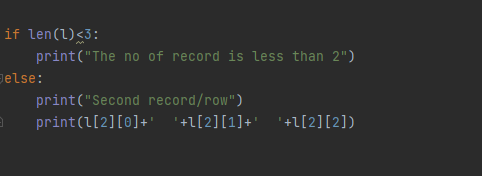 if len(l)<3:
    print("The no of record is less than 2")
else:
    print("Second record/row")
    print(l[2][0]+'  '+l[2][1]+'  '+l[2][2])